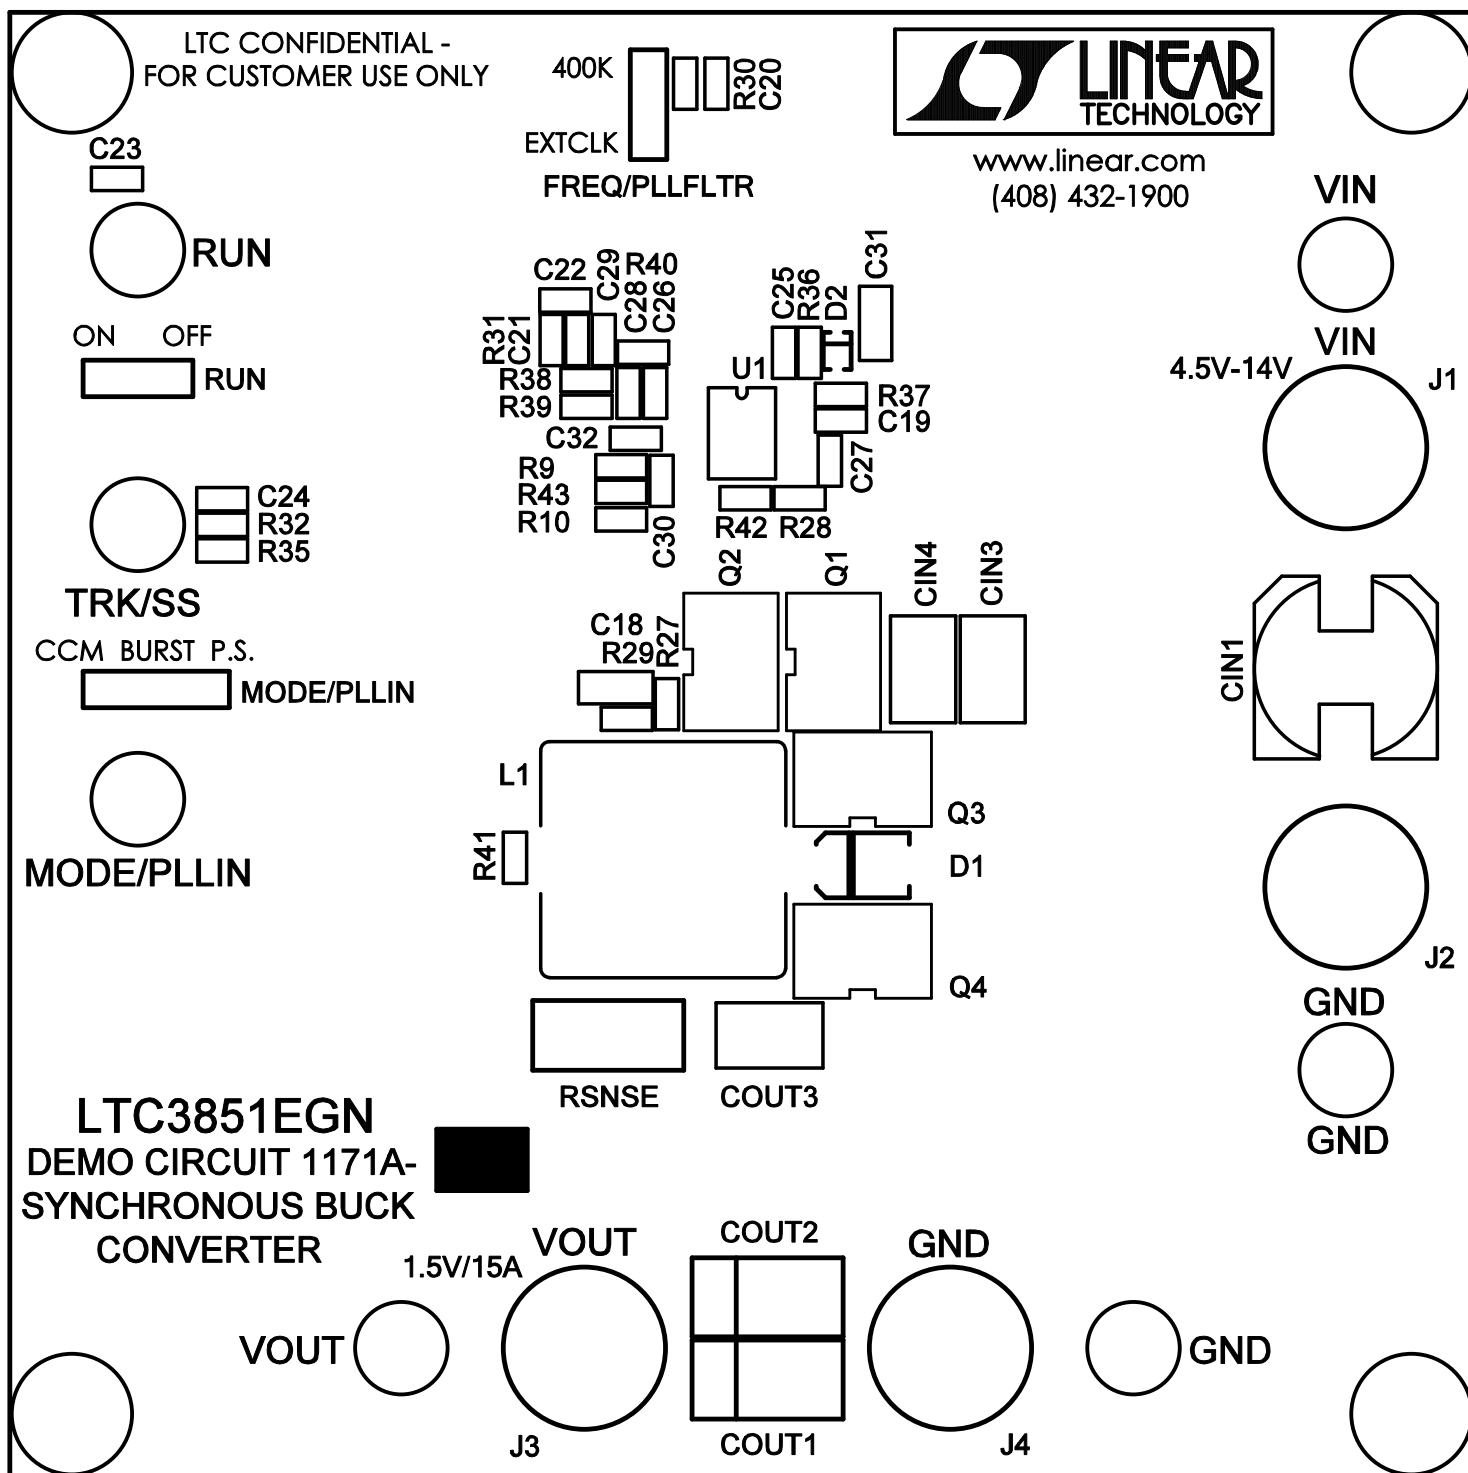 LTC CONFIDENTIAL -
FOR CUSTOMER USE ONLY
400K
EXTCLK
R30
C20
FREQ/PLLFLTR
LINEAR
TECHNOLOGY
www.linear.com
(408) 432-1900
C23
RUN
ON OFF
RUN
C22
C29
R40
C28
C26
R31
C21
R38
R39
C32
R9
R43
R10
C30
C25
R36
D2
C31
U1
R37
C19
C27
R42
R28
VIN
VIN
4.5V-14V
J1
C24
R32
R35
TRK/SS
CCM BURST P.S.
MODE/PLLIN
MODE/PLLIN
Q2
Q1
CIN4
CIN3
CIN1
C18
R29
R27
L1
R41
Q3
D1
Q4
J2
GND
GND
RSNSE
COUT3
LTC3851EGN
DEMO CIRCUIT 1171A-
SYNCHRONOUS BUCK
CONVERTER
1.5V/15A
VOUT
COUT2
GND
VOUT
GND
J3
COUT1
J4